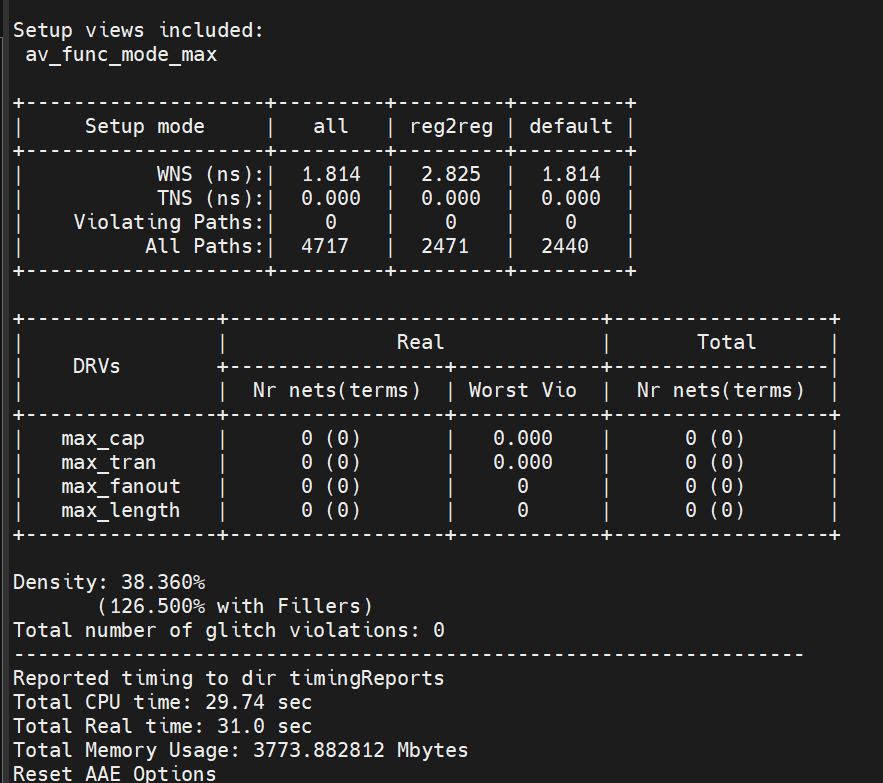 Setup views included:
 av_func_mode_max

+--------------------+---------+---------+---------+
|     Setup mode     |   all   | reg2reg | default |
+--------------------+---------+---------+---------+
|           WNS (ns):|  1.814  |  2.825  |  1.814  |
|           TNS (ns):|  0.000  |  0.000  |  0.000  |
|    Violating Paths:|    0    |    0    |    0    |
|          All Paths:|  4717   |  2471   |  2440   |
+--------------------+---------+---------+---------+

+----------------+-------------------------------+------------------+
|                |              Real             |       Total      |
|    DRVs        +------------------+------------+------------------|
|                |  Nr nets(terms)  | Worst Vio  |  Nr nets(terms)  |
+----------------+------------------+------------+------------------+
|   max_cap      |      0 (0)       |   0.000    |      0 (0)       |
|   max_tran     |      0 (0)       |   0.000    |      0 (0)       |
|   max_fanout   |      0 (0)       |     0      |      0 (0)       |
|   max_length   |      0 (0)       |     0      |      0 (0)       |
+----------------+------------------+------------+------------------+

Density: 38.360%
       (126.500% with Fillers)
Total number of glitch violations: 0
------------------------------------------------------------------
Reported timing to dir timingReports
Total CPU time: 29.74 sec
Total Real time: 31.0 sec
Total Memory Usage: 3773.882812 Mbytes
Reset AAE Options